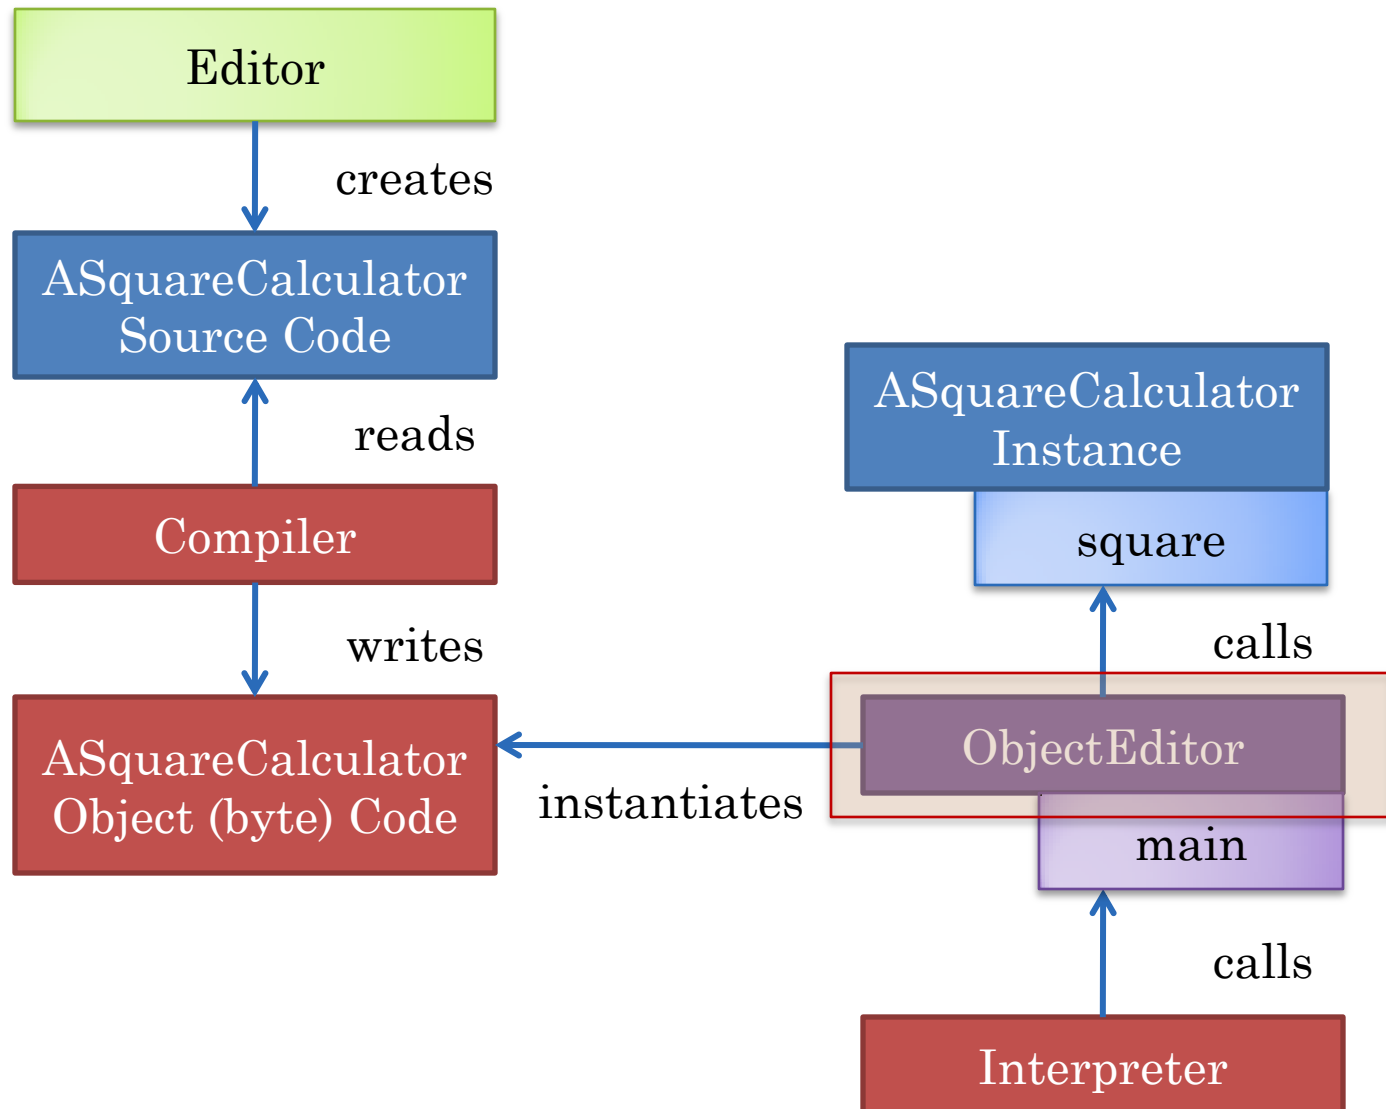 Editor
creates
ASquareCalculator
Source Code
reads
Compiler
writes
ASquareCalculator
Object (byte) Code
instantiates
ASquareCalculator
Instance
square
calls
ObjectEditor
main
calls
Interpreter